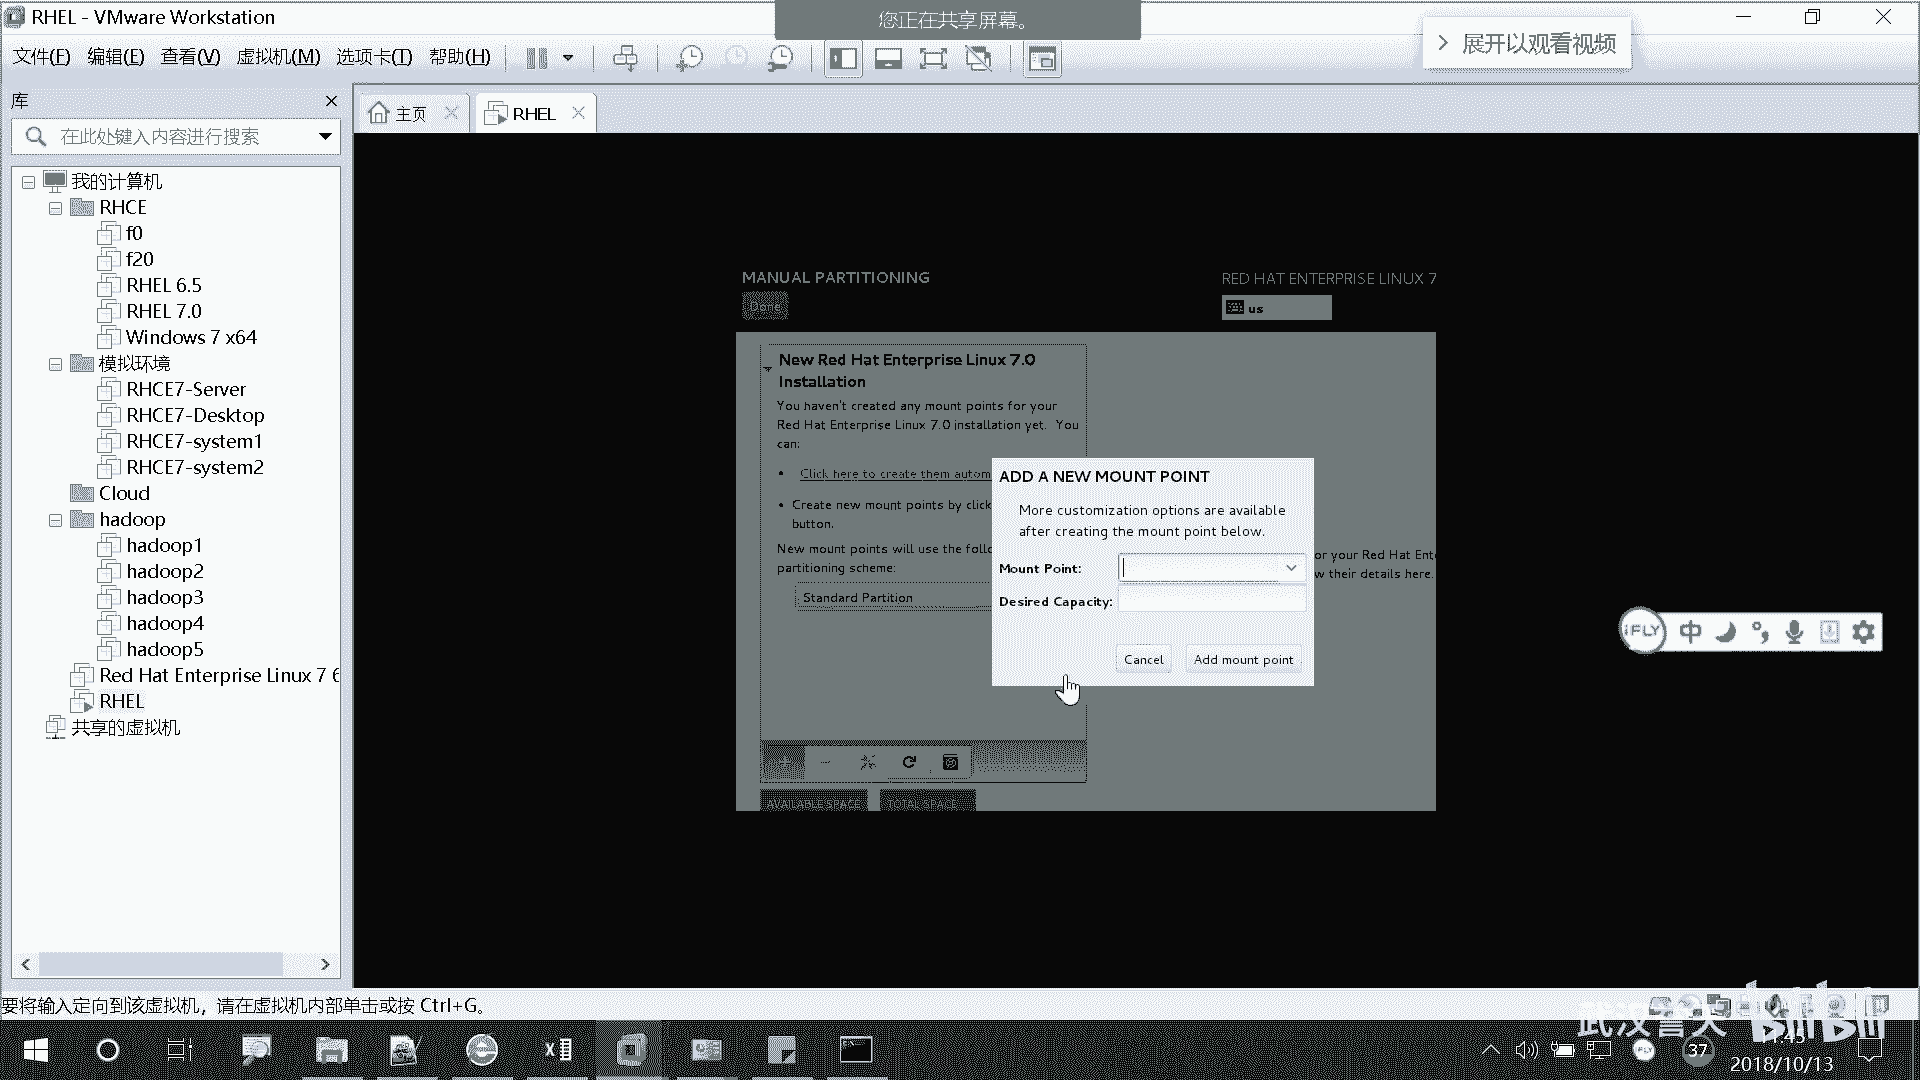 RHEL - VMware Workstation
您正在共享屏幕。
文件(F) 编辑(E) 查看(V) 虚拟机(M) 选项卡(T) 帮助(H)
展开以观看视频
库
主页
RHEL
在此处键入内容进行搜索
我的计算机
RHCE
f0
f20
RHEL 6.5
RHEL 7.0
Windows 7 x64
模拟环境
RHCE7-Server
RHCE7-Desktop
RHCE7-system1
RHCE7-system2
Cloud
hadoop
hadoop1
hadoop2
hadoop3
hadoop4
hadoop5
Red Hat Enterprise Linux 7 6
RHEL
共享的虚拟机
MANUAL PARTITIONING
RED HAT ENTERPRISE LINUX 7
Done
us
New Red Hat Enterprise Linux 7.0
Installation
You haven't created any mount points for your
Red Hat Enterprise Linux 7.0 installation yet. You
can:
Click here to create them autom
• Create new mount points by click
button.
New mount points will use the follo
partitioning scheme:
Standard Partition
ADD A NEW MOUNT POINT
More customization options are available
after creating the mount point below.
Mount Point:
Desired Capacity:
Cancel
Add mount point
or your Red Hat Ente
w their details here.
AVAILABLE SPACE
TOTAL SPACE
iFLY 中
要将输入定向到该虚拟机，请在虚拟机内部单击或按 Ctrl+G。
武汉誉天 bilibili
37
2018/10/13